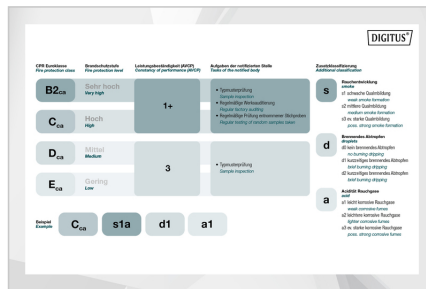 DIGITUS®
CPR Euroklasse
Fire protection class
Brandschutzstufe
Fire protection level
Leistungsbeständigkeit (AVCP)
Constancy of performance (AVCP)
Aufgaben der notifizierten Stelle
Tasks of the notified body
Zusatzklassifizierung
Additional classification
B2ca
Sehr hoch
Very high
1+
• Typenutzerprüfung
Sample inspection
• Regelmäßige Werksauditierung
Regular factory auditing
• Regelmäßige Prüfung entnommener Stichproben
Regular testing of random samples taken
Cca
Hoch
High
Dca
Mittel
Medium
3
• Typenutzerprüfung
Sample inspection
Eca
Gering
Low
s
Rauchentwicklung
smoke
s1 schwache Qualmbildung
weak smoke formation
s2 mittlere Qualmbildung
medium smoke formation
s3 ev. starke Qualmbildung
poss. strong smoke formation
d
Brennendes Abtropfen
droplets
d0 kein brennendes Abtropfen
no burning dripping
d1 kurzzeitiges brennendes Abtropfen
brief burning dripping
d2 kurzzeitiges brennendes Abtropfen
brief burning dripping
a
Acidität Rauchgase
acid
a1 leicht korrosive Rauchgase
weak corrosive fumes
a2 leichtere korrosive Rauchgase
lighter corrosive fumes
a3 ev. starke korrosive Rauchgase
poss. strong corrosive fumes
Beispiel
Example
Cca
s1a
d1
a1